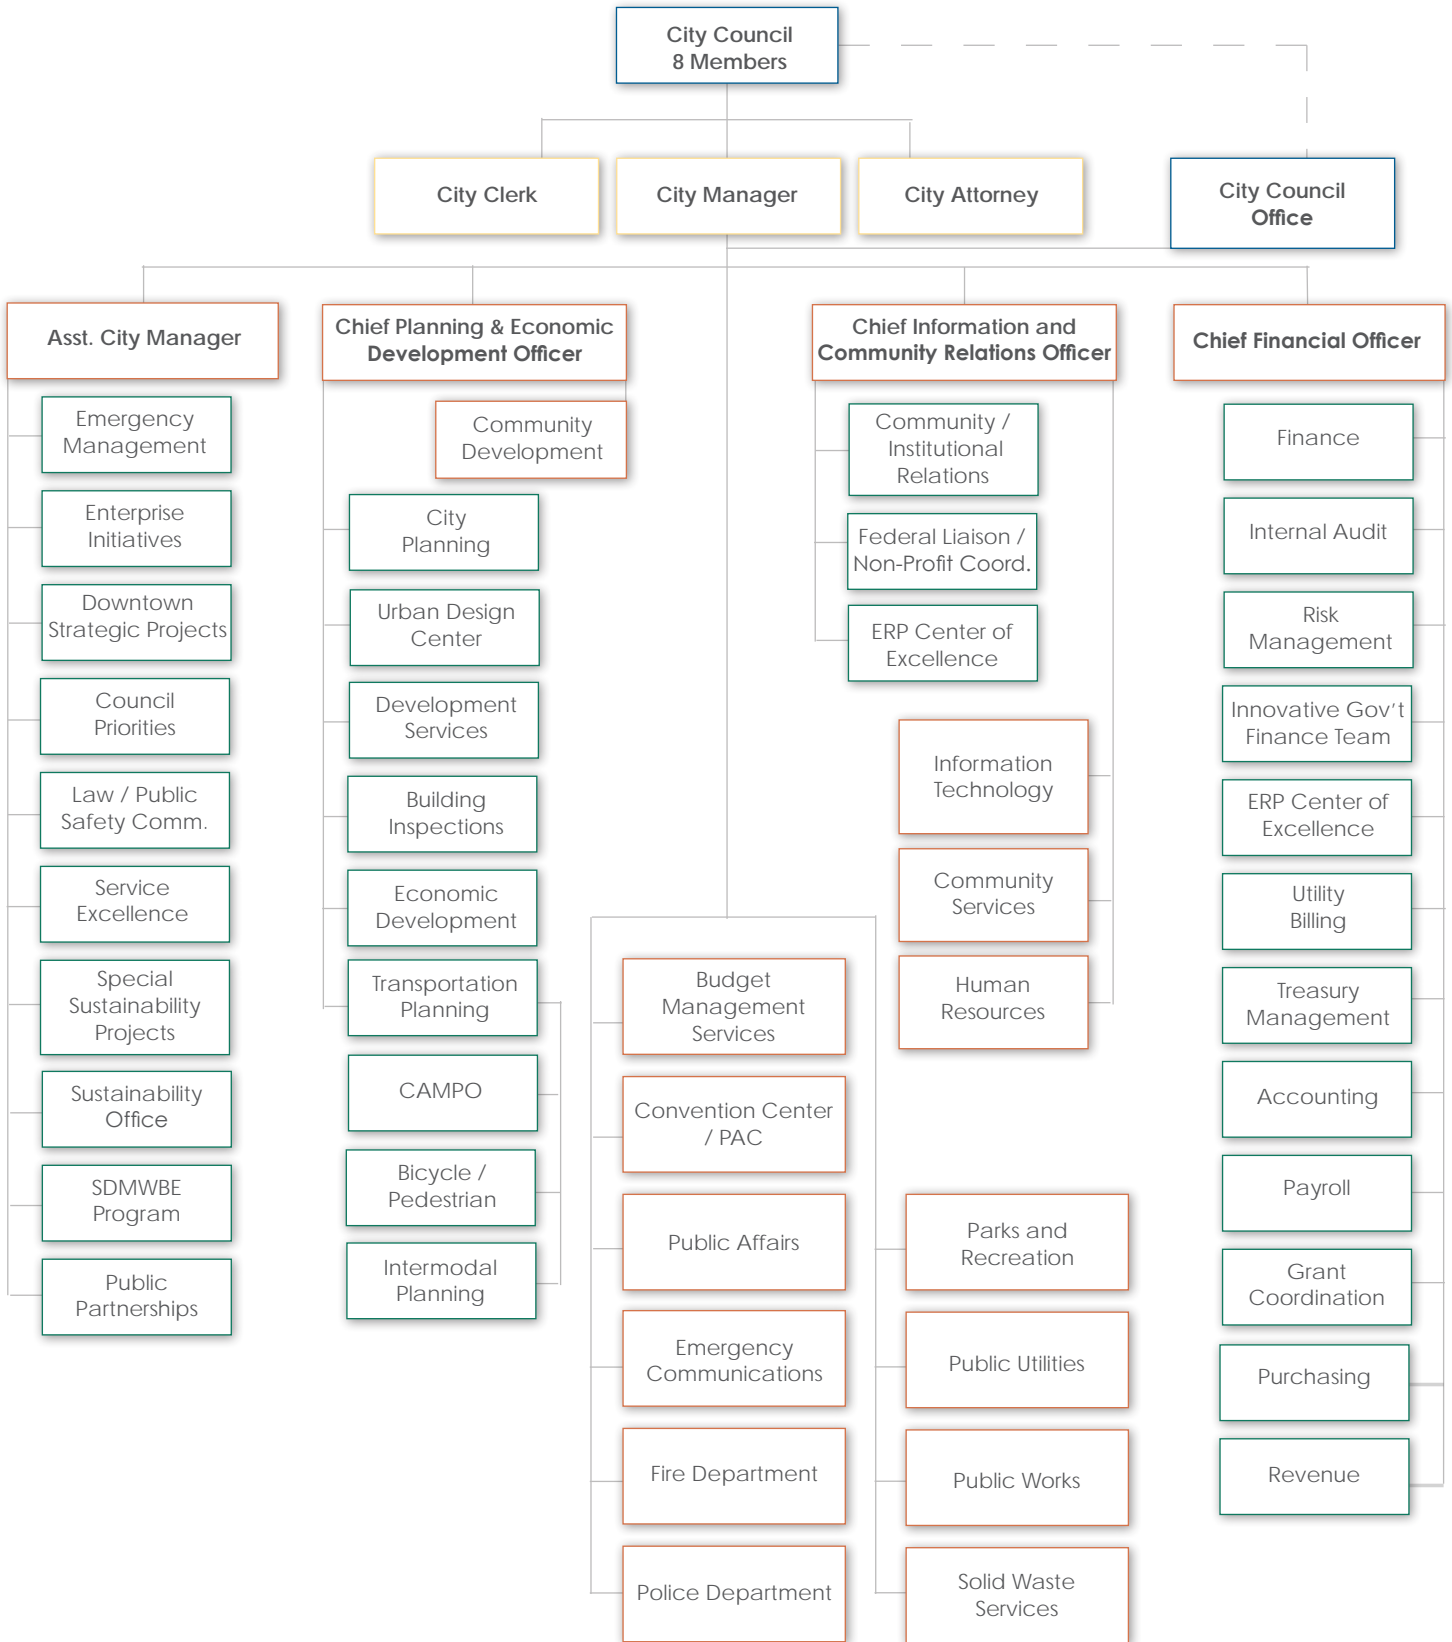 City Council
8 Members
City Clerk
City Manager
City Attorney
City Council
Office
Asst. City Manager
Emergency
Management
Enterprise
Initiatives
Downtown
Strategic Projects
Council
Priorities
Law / Public
Safety Comm.
Service
Excellence
Special
Sustainability
Projects
Sustainability
Office
SDMWBE
Program
Public
Partnerships
Chief Planning & Economic
Development Officer
Community
Development
City
Planning
Urban Design
Center
Development
Services
Building
Inspections
Economic
Development
Transportation
Planning
CAMPO
Bicycle /
Pedestrian
Intermodal
Planning
Budget
Management
Services
Convention Center
/ PAC
Public Affairs
Emergency
Communications
Fire Department
Police Department
Parks and
Recreation
Public Utilities
Public Works
Solid Waste
Services
Chief Information and
Community Relations Officer
Community /
Institutional
Relations
Federal Liaison /
Non-Profit Coord.
ERP Center of
Excellence
Information
Technology
Community
Services
Human
Resources
Chief Financial Officer
Finance
Internal Audit
Risk
Management
Innovative Gov't
Finance Team
ERP Center of
Excellence
Utility
Billing
Treasury
Management
Accounting
Payroll
Grant
Coordination
Purchasing
Revenue